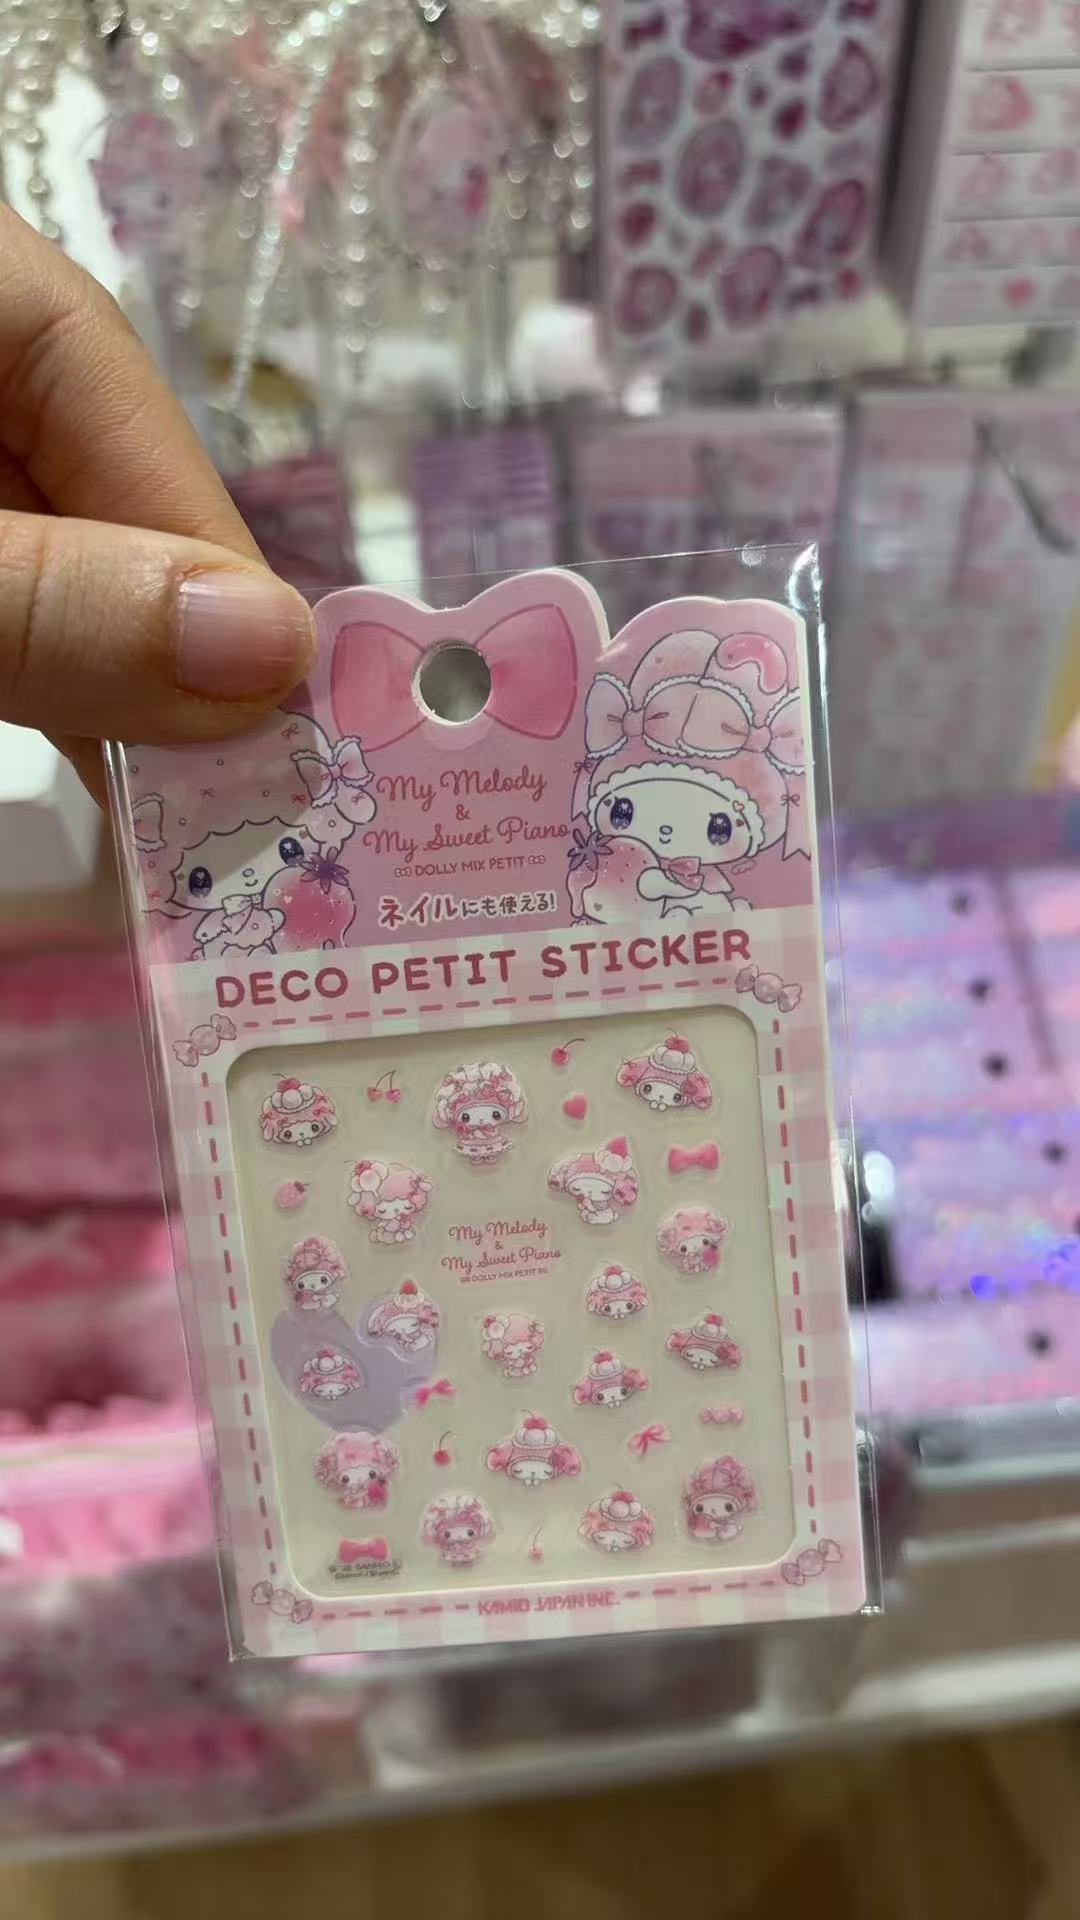 My Melody
&
My Sweet Piano
DOLLY MIX PETIT
ネイルにも使える!
DECO PETIT STICKER
My Melody
&
My Sweet Piano
DOLLY MIX PETIT
KAMIO JAPAN INC.